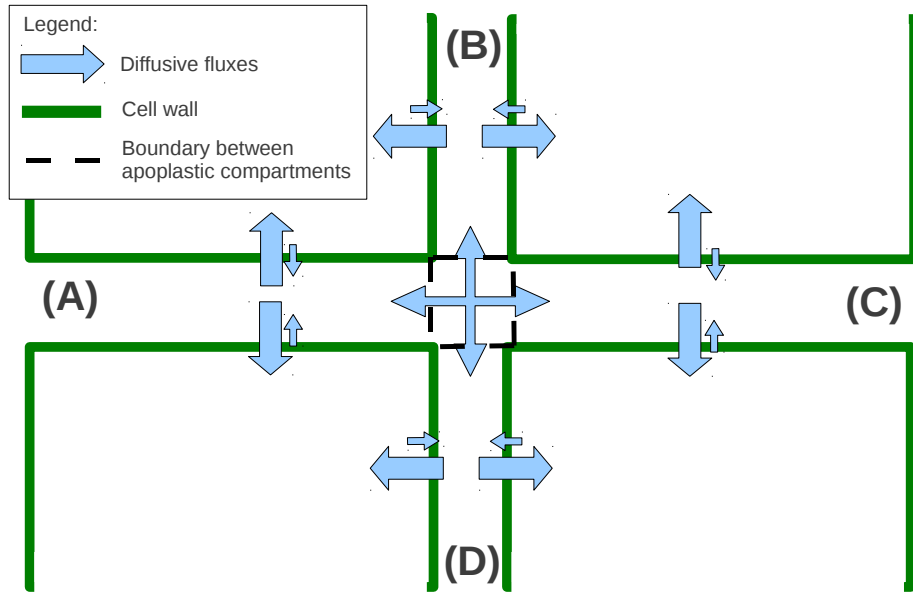 Legend:
Diffusive fluxes
Cell wall
Boundary between
apoplastic compartments
(B)
(A)
(C)
(D)